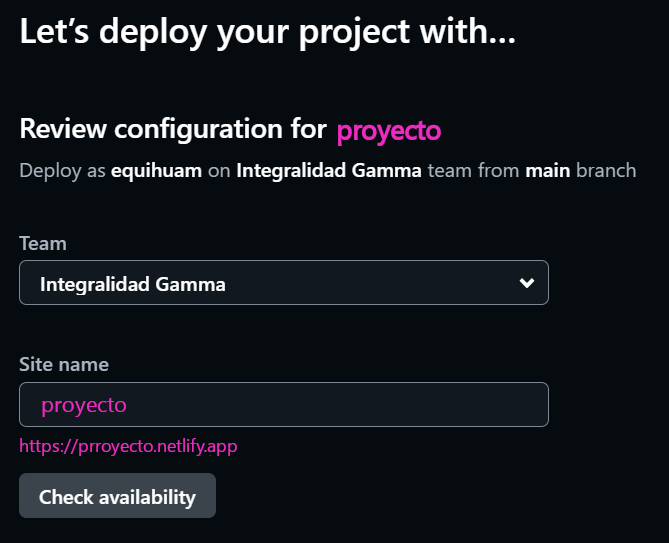 Let’s deploy your project with...
Review configuration for proyecto
Deploy as equihuam on Integralidad Gamma team from main branch
Team
Integralidad Gamma
Site name
proyecto
https://prroyecto.netlify.app
Check availability